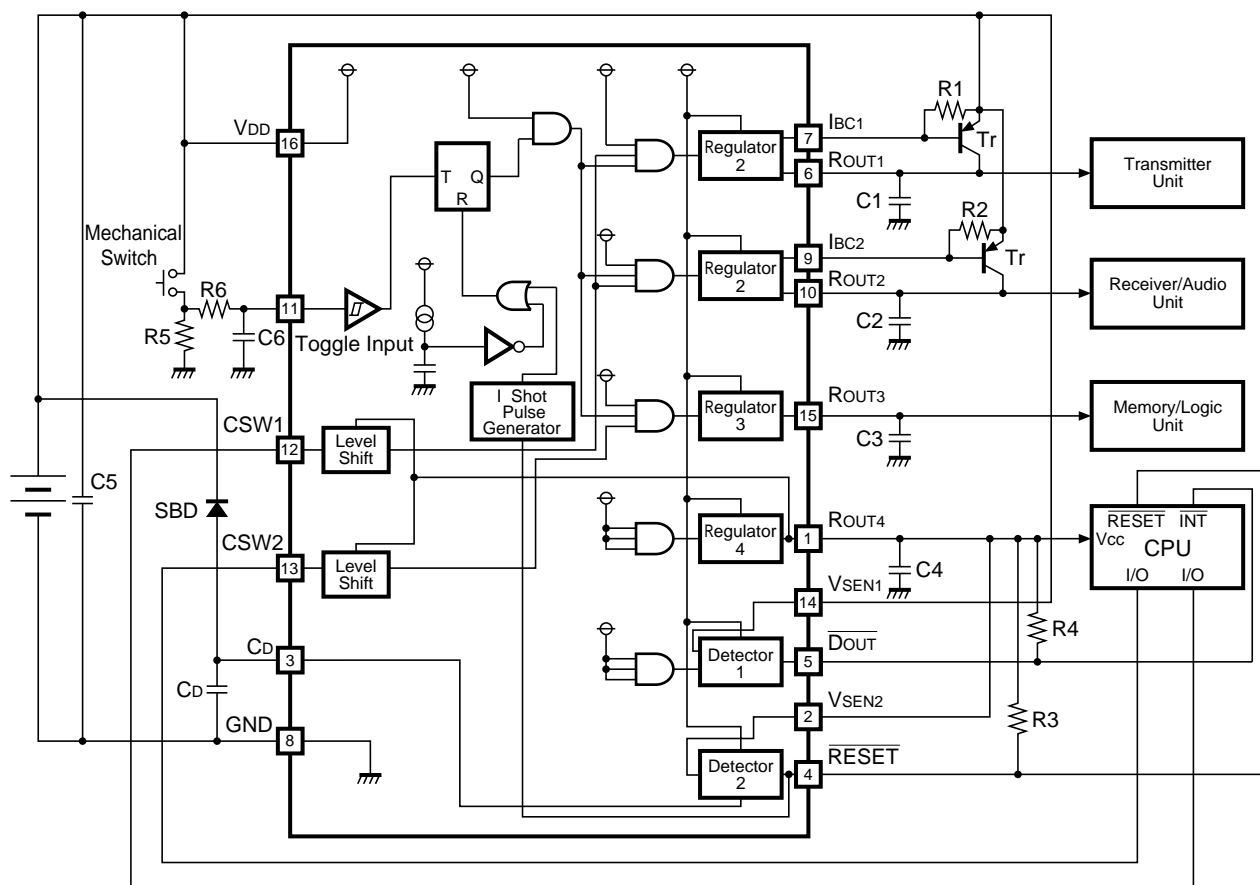 R1
IBC1
Tr
VDD
16
7
Regulator
2
ROUT1
6
Transmitter
Unit
T Q
R
C1
R2
Mechanical
Switch
IBC2
9
Tr
Regulator
2
ROUT2
10
Receiver/Audio
Unit
R6
11
R5
C6
Toggle Input
C2
I Shot
Pulse
Generator
Regulator
3
ROUT3
15
Memory/Logic
Unit
C3
CSW1
12
Level
Shift
C5
SBD
ROUT4
Regulator
4
1
RESET INT
Vcc
CPU
I/O I/O
CSW2
13
Level
Shift
C4
VSEN1
14
R4
DOUT
Detector
1
5
CD
3
CD
VSEN2
2
R3
GND
8
RESET
Detector
2
4